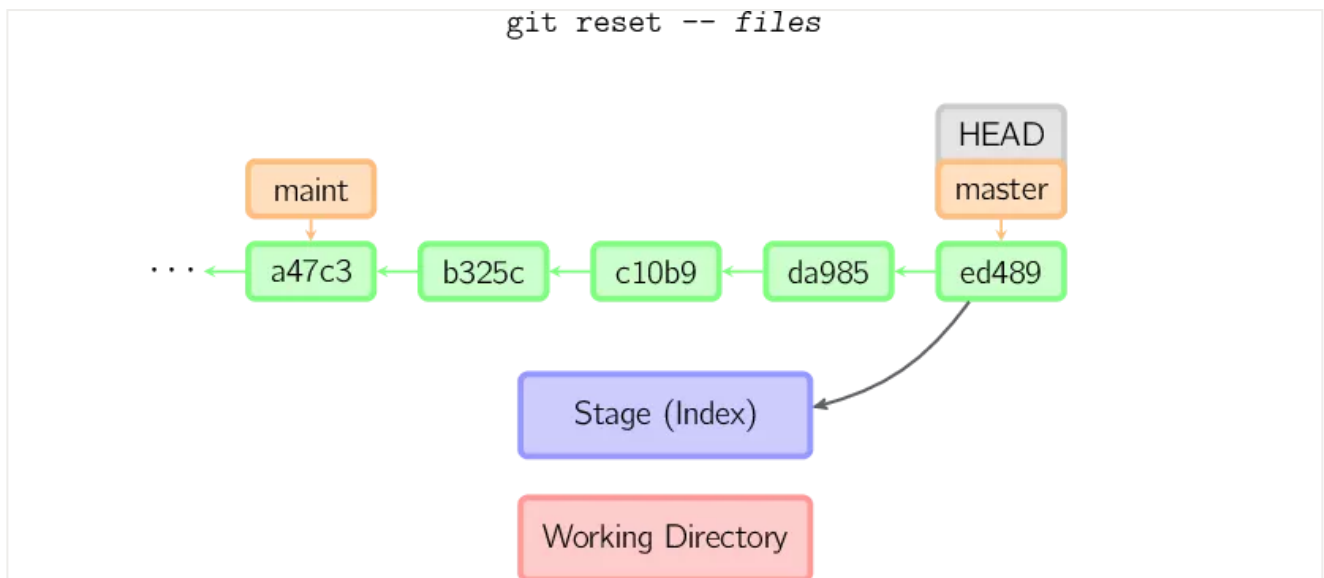 git reset -- files
HEAD
maint
master
··· a47c3 b325c c10b9 da985 ed489
Stage (Index)
Working Directory